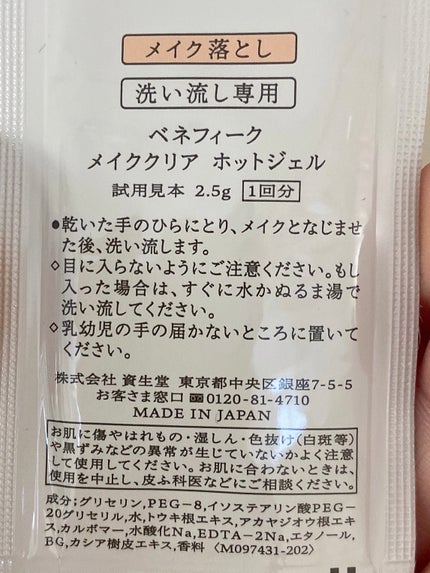 メイク落とし
洗い流し専用
ベネフィーク
メイククリア ホットジェル
試用見本 2.5g 1回分
●乾いた手のひらにとり、メイクとなじませ
た後、洗い流します。
◇目に入らないようにご注意ください。もし
入った場合は、すぐに水かぬるま湯で
洗い流してください。
◇乳幼児の手の届かないところに置いて
ください。
株式会社 資生堂 東京都中央区銀座7-5-5
お客さま窓口 0120-81-4710
MADE IN JAPAN
お肌に傷やはれもの・湿しん・色抜け(白斑等)
や黒ずみなどの異常が生じていないかよく注意
して使用してください。お肌に合わないときは、
使用を中止し、皮ふ科医などにご相談ください。
成分;グリセリン,PEG-8,イソステアリン酸PEG-
20グリセリル,水,トウキ根エキス,アカヤジオウ根エキ
ス,カルボマー,水酸化Na,EDTA-2Na,エタノール,
BG,カシア樹皮エキス,香料〈M097431-202〉